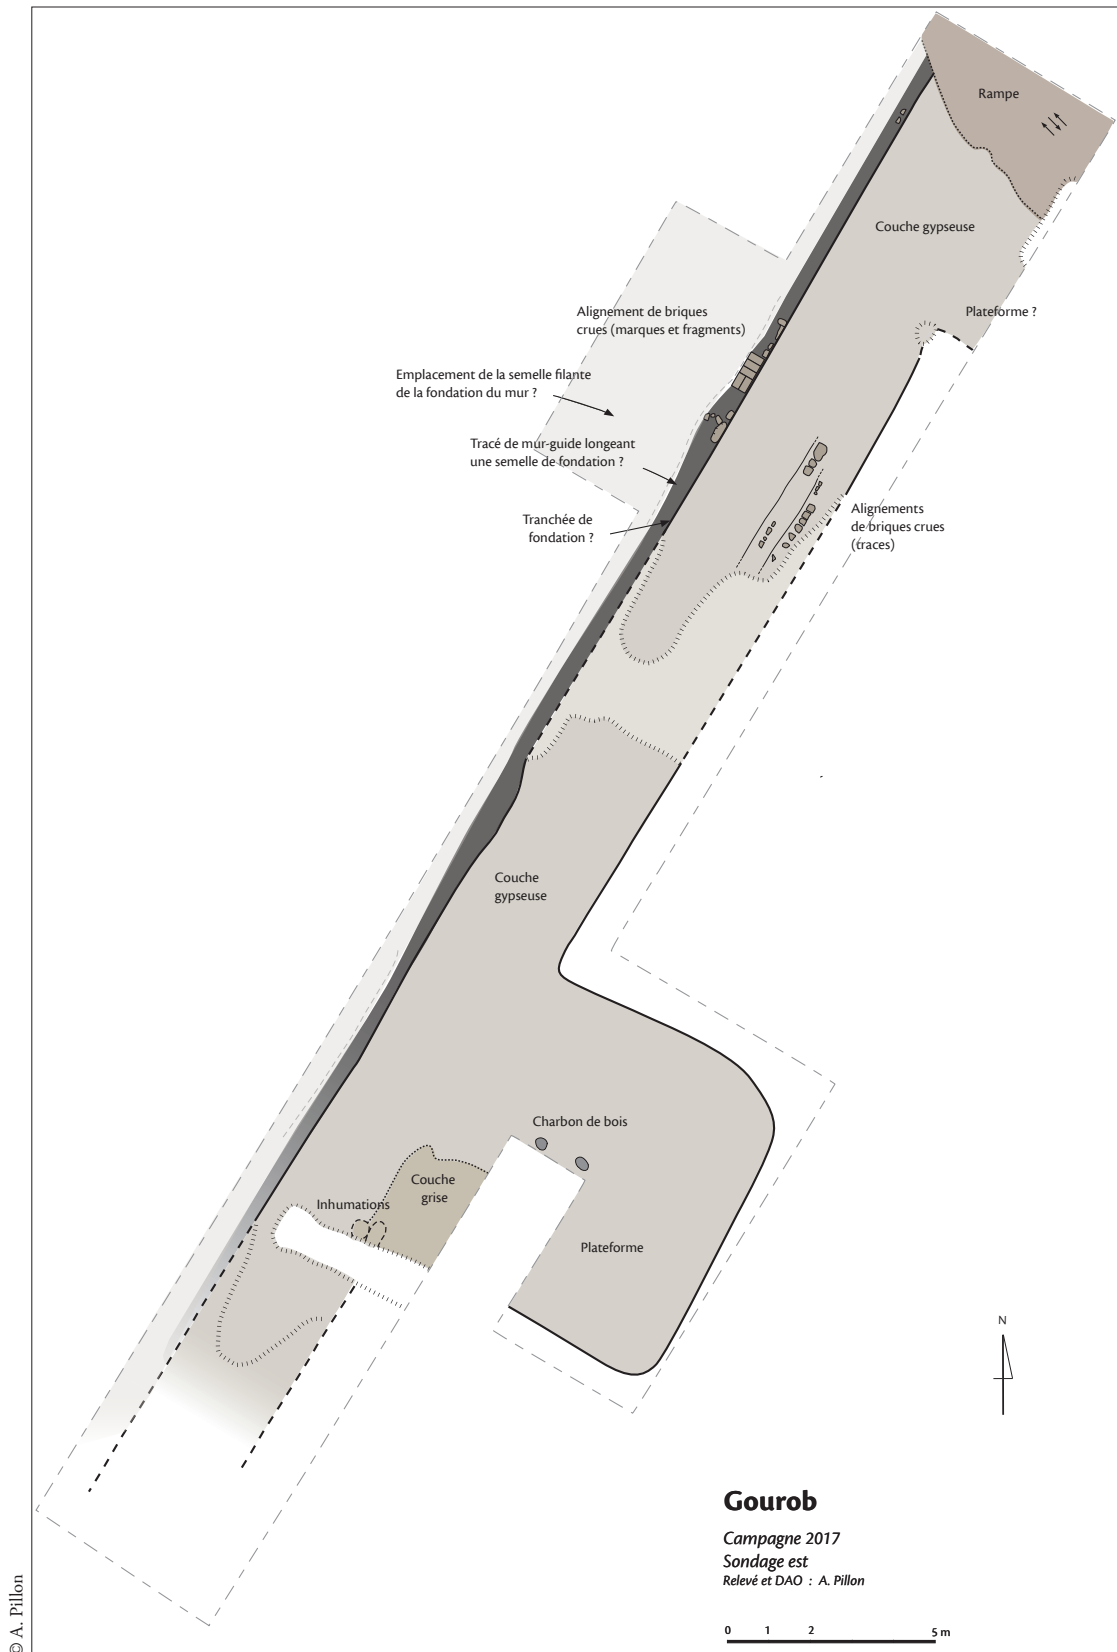 Rampe
Couche gypseuse
Alignement de briques
crues (marques et fragments)
Plateforme ?
Emplacement de la semelle filante
de la fondation du mur ?
Tracé de mur-guide longeant
une semelle de fondation ?
Tranchée de
fondation ?
Alignements
de briques crues
(traces)
Couche
gypseuse
Charbon de bois
Couche
grise
Inhumations
Plateforme
N
Gourob
Campagne 2017
Sondage est
Relevé et DAO : A. Pillon
0 1 2 5 m
© A. Pillon